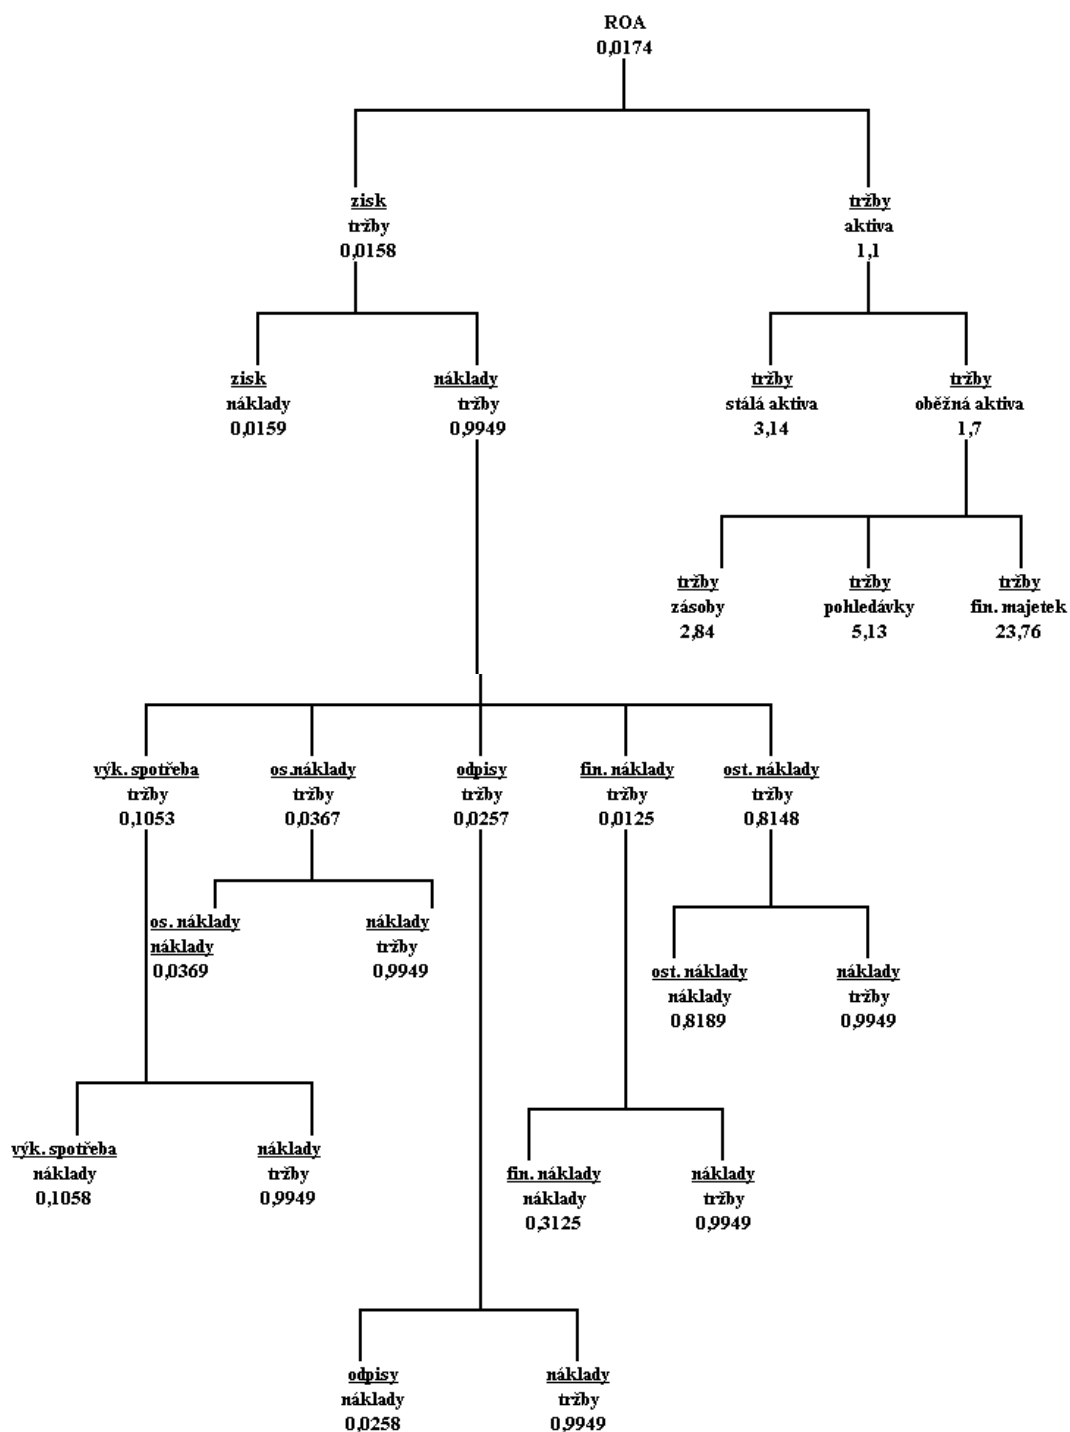 ROA
0,0174
zisk
tržby
0,0158
tržby
aktiva
1,1
zisk
náklady
0,0159
náklady
tržby
0,9949
tržby
stálá aktiva
3,14
tržby
oběžná aktiva
1,7
tržby
zásoby
2,84
tržby
pohledávky
5,13
tržby
fin. majetek
23,76
výk. spotřeba
tržby
0,1053
os.náklady
tržby
0,0367
odpisy
tržby
0,0257
fin. náklady
tržby
0,0125
ost. náklady
tržby
0,8148
os. náklady
náklady
0,0369
náklady
tržby
0,9949
ost. náklady
náklady
0,8189
náklady
tržby
0,9949
výk. spotřeba
náklady
0,1058
náklady
tržby
0,9949
fin. náklady
náklady
0,3125
náklady
tržby
0,9949
odpisy
náklady
0,0258
náklady
tržby
0,9949